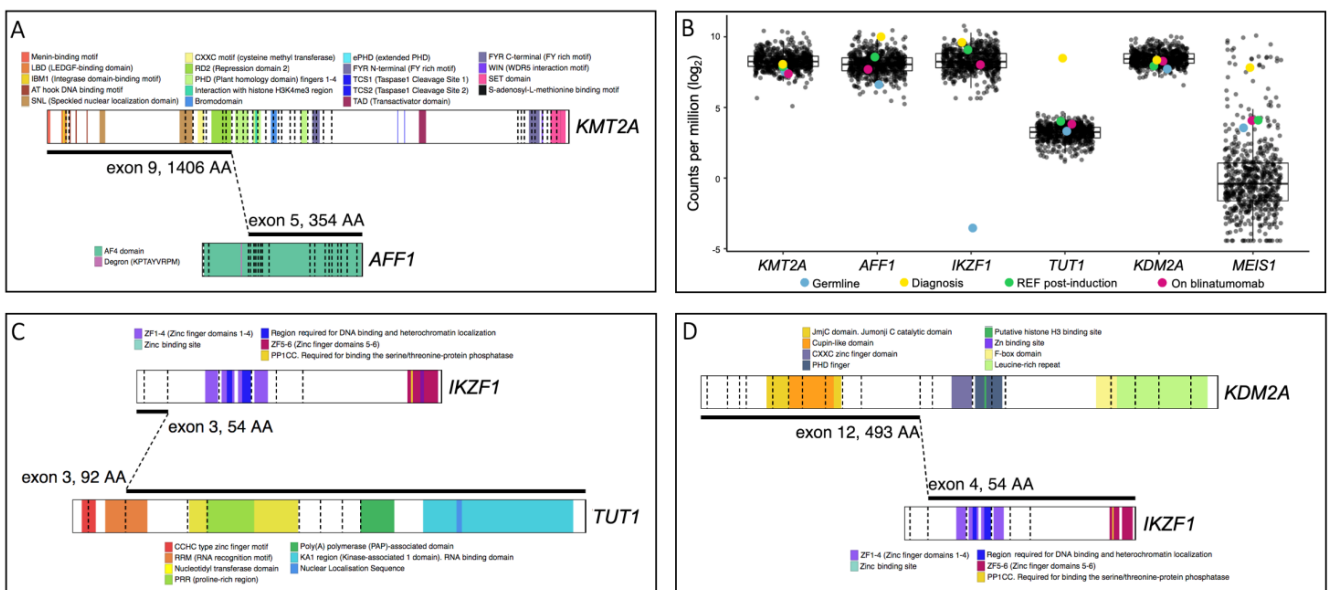 A
Menin-binding motif
LBD (LEDGF-binding domain)
IBM1 (Integrase domain-binding motif)
AT hook DNA binding motif
SNL (Speckled nuclear localization domain)
CXXC motif (cysteine methyl transferase)
RD2 (Repression domain 2)
PHD (Plant homology domain) fingers 1-4
Interaction with histone H3K4me3 region
Bromodomain
ePHD (extended PHD)
FYR N-terminal (FY rich motif)
TCS1 (Taspase1 Cleavage Site 1)
TCS2 (Taspase1 Cleavage Site 2)
TAD (Transactivator domain)
FYR C-terminal (FY rich motif)
WIN (WDR5 interaction motif)
SET domain
S-adenosyl-L-methionine binding motif
KMT2A
exon 9, 1406 AA
exon 5, 354 AA
AF4 domain
Degron (KPTAYVRPM)
AFF1
B
Counts per million (log2)
10
5
0
-5
KMT2A
AFF1
IKZF1
TUT1
KDM2A
MEIS1
Germline
Diagnosis
REF post-induction
On blinatumomab
C
ZF1-4 (Zinc finger domains 1-4)
Zinc binding site
Region required for DNA binding and heterochromatin localization
ZF5-6 (Zinc finger domains 5-6)
PP1CC. Required for binding the serine/threonine-protein phosphatase
IKZF1
exon 3, 54 AA
exon 3, 92 AA
TUT1
CCHC type zinc finger motif
RRM (RNA recognition motif)
Nucleotidyl transferase domain
PRR (proline-rich region)
Poly(A) polymerase (PAP)-associated domain
KA1 region (Kinase-associated 1 domain). RNA binding domain
Nuclear Localisation Sequence
D
JmjC domain. Jumonji C catalytic domain
Cupin-like domain
CXXC zinc finger domain
PHD finger
Putative histone H3 binding site
Zn binding site
F-box domain
Leucine-rich repeat
KDM2A
exon 12, 493 AA
exon 4, 54 AA
IKZF1
ZF1-4 (Zinc finger domains 1-4)
Zinc binding site
Region required for DNA binding and heterochromatin localization
ZF5-6 (Zinc finger domains 5-6)
PP1CC. Required for binding the serine/threonine-protein phosphatase